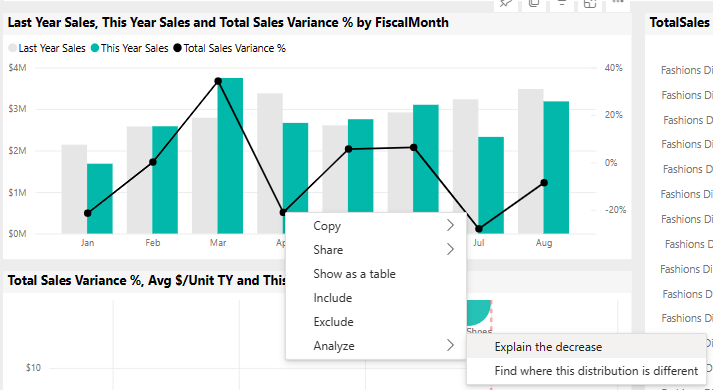 Last Year Sales, This Year Sales and Total Sales Variance % by FiscalMonth
Last Year Sales This Year Sales Total Sales Variance %
$4M
$3M
$2M
$1M
$0M
40%
20%
0%
-20%
Jan Feb Mar Jul Aug
TotalSales
Fashions Di
Fashions Di
Fashions Di
Fashions Di
Fashions Di
Fashions Di
Fashions Di
Fashions Di
Fashions Di
Fashions Di
Fashions Di
Fashions Di
Copy
Share
Show as a table
Include
Exclude
Analyze
Explain the decrease
Find where this distribution is different
Total Sales Variance %, Avg $/Unit TY and This
Shoes
$10